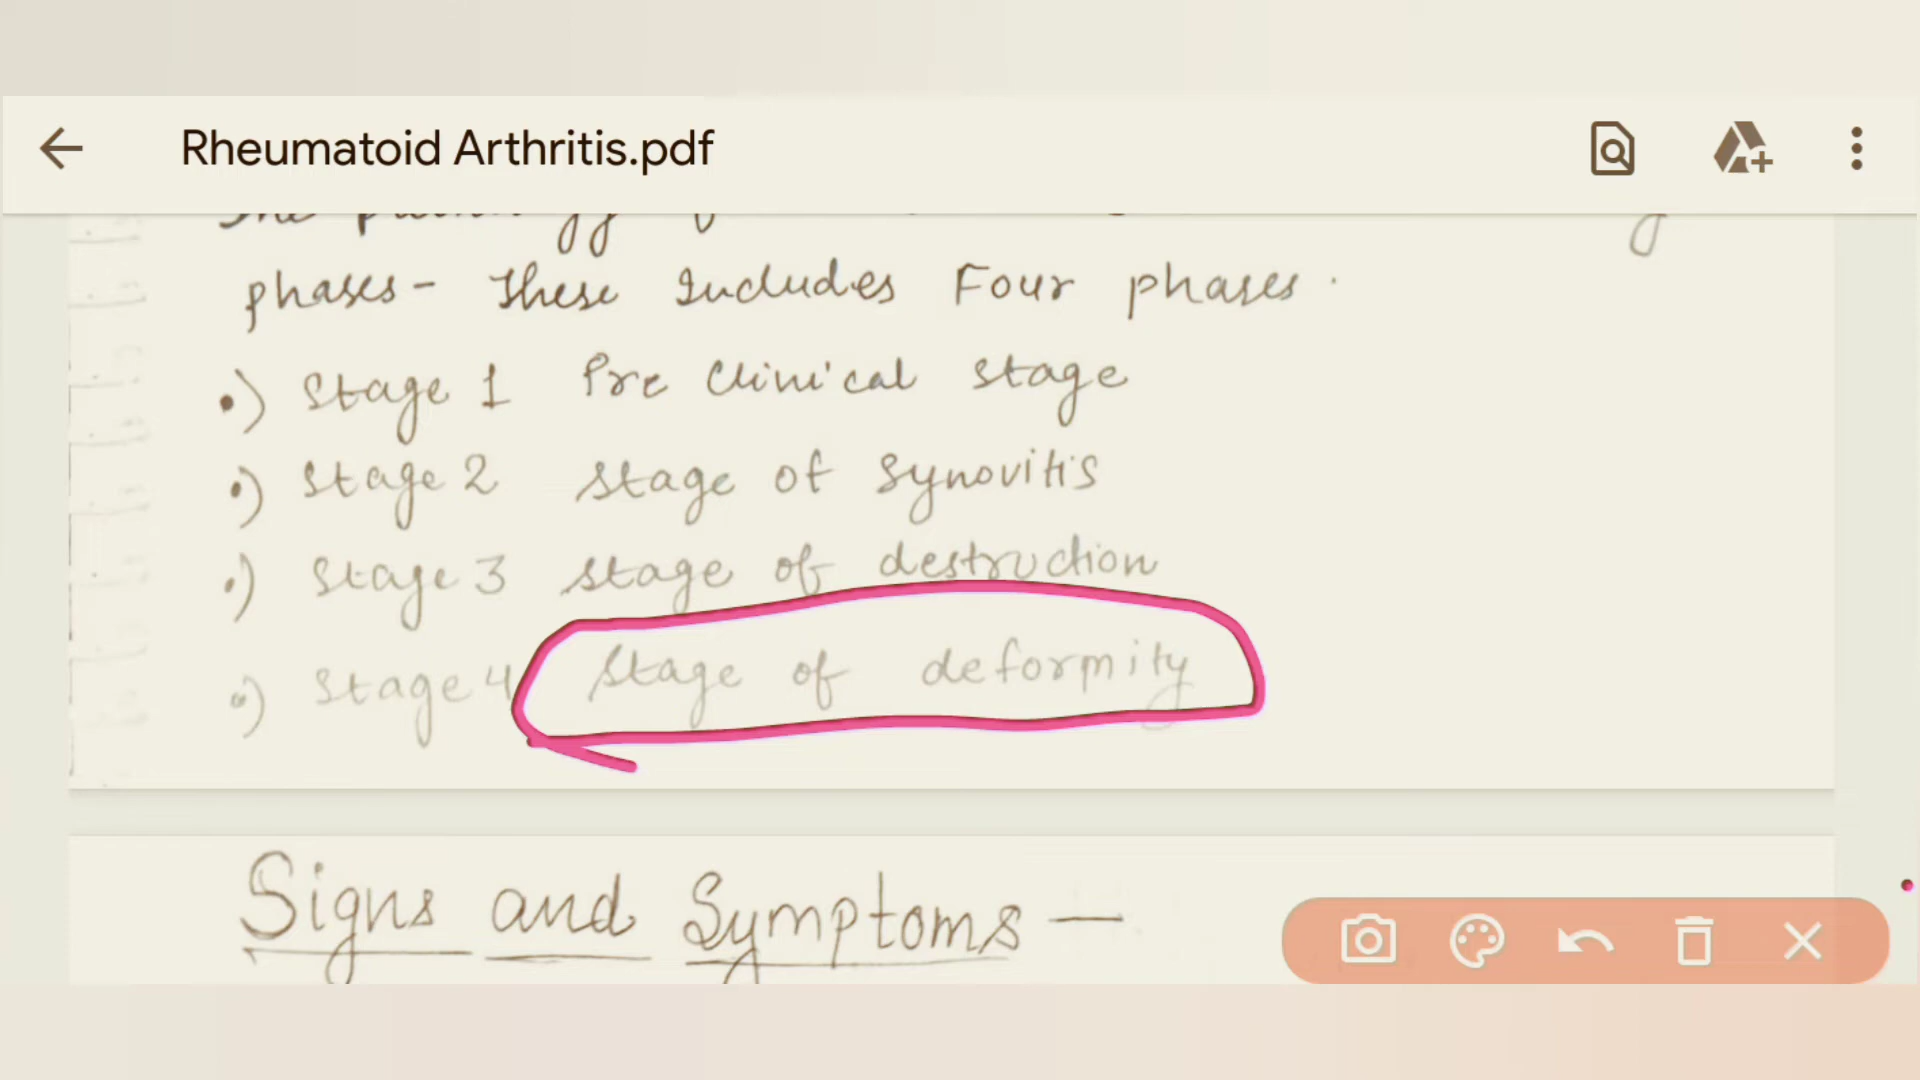 Rheumatoid Arthritis.pdf
The
phases - These Includes Four phases.
•) Stage 1 Pre Clinical stage
•) Stage 2 stage of synovitis
•) Stage 3 stage of destruction
•) Stage 4 stage of deformity
Signs and Symptoms —